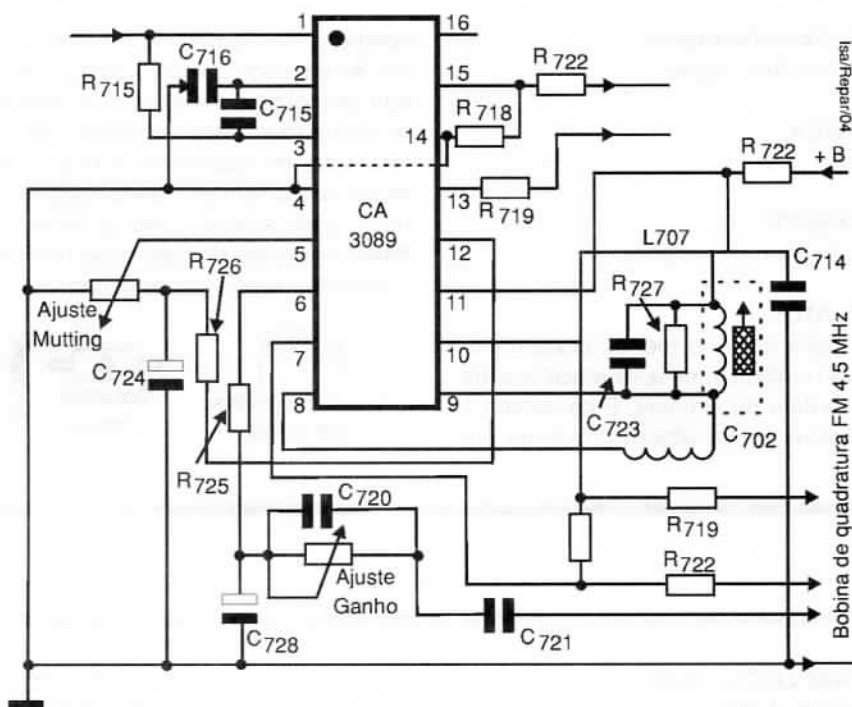 1
16
C716
2
15
R722
R715
C715
R718
3
14
R722
+ B
4
13
R719
CA
3089
5
12
L707
C714
R726
Ajuste
Mutting
6
11
R727
C724
7
10
8
9
C723
C702
R725
C720
R719
Ajuste
Ganho
R722
C728
C721
Isa/Repar/04
Bobina de quadratura FM 4,5 MHz